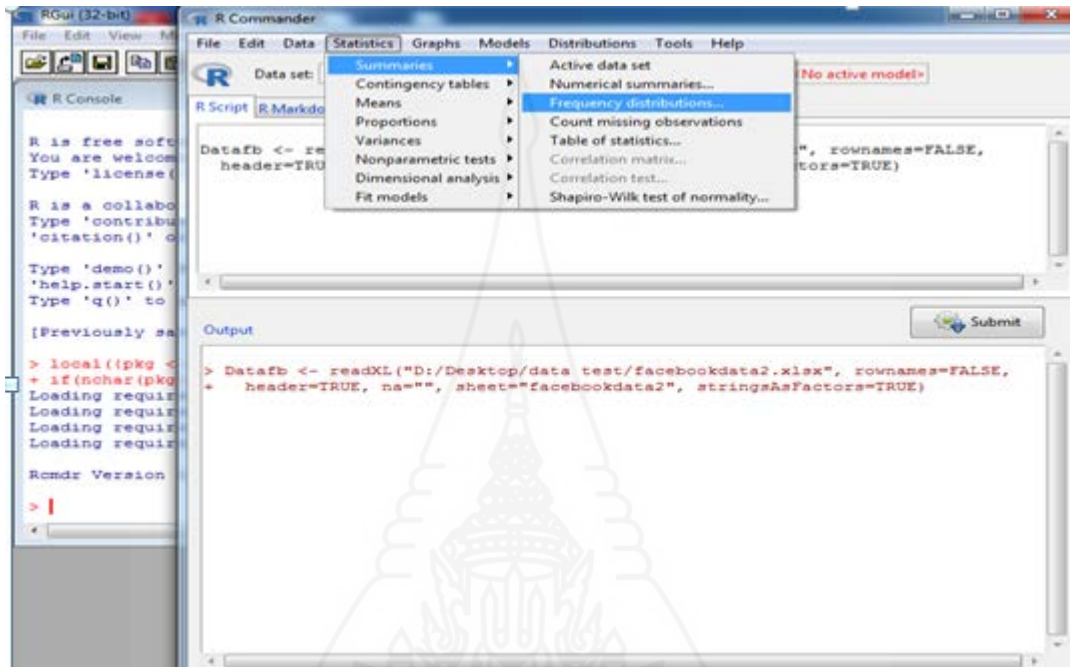 RGui (32-bit)
File Edit View
R Console
R is free soft
You are welcom
Type 'license(
R is a collabo
Type 'contribu
'citation()' o
Type 'demo()'
'help.start()'
Type 'q()' to
[Previously sa
> local({pkg <
+ if(nchar(pkg
Loading requir
Loading requir
Loading requir
Loading requir
Rcmdr Version
>
R Commander
File Edit Data Statistics Graphs Models Distributions Tools Help
Data set:
<No active model>
R Script R Markdo
Summaries
Contingency tables
Means
Proportions
Variances
Nonparametric tests
Dimensional analysis
Fit models
Active data set
Numerical summaries...
Frequency distributions...
Count missing observations
Table of statistics...
Correlation matrix...
Correlation test...
Shapiro-Wilk test of normality...
Datafb <- re ", rownames=FALSE,
header=TRU tors=TRUE)
Output
Submit
> Datafb <- readXL("D:/Desktop/data test/facebookdata2.xlsx", rownames=FALSE,
+ header=TRUE, na="", sheet="facebookdata2", stringsAsFactors=TRUE)